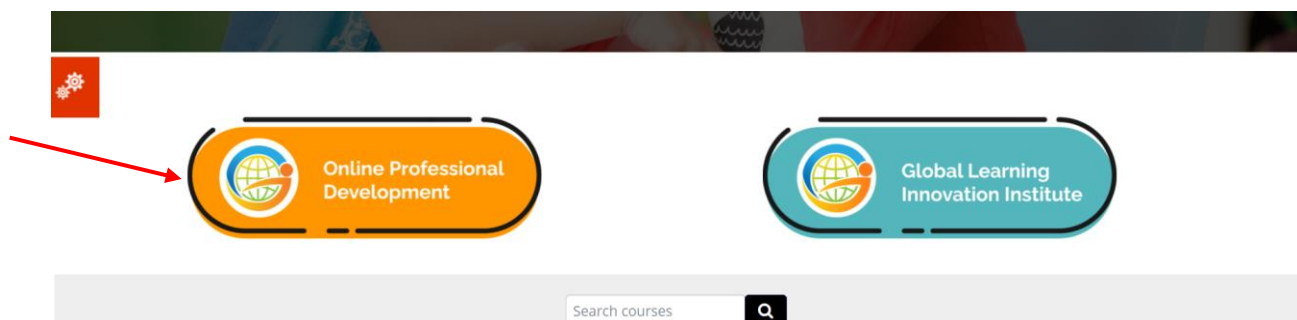 Online Professional
Development
Global Learning
Innovation Institute
Search courses